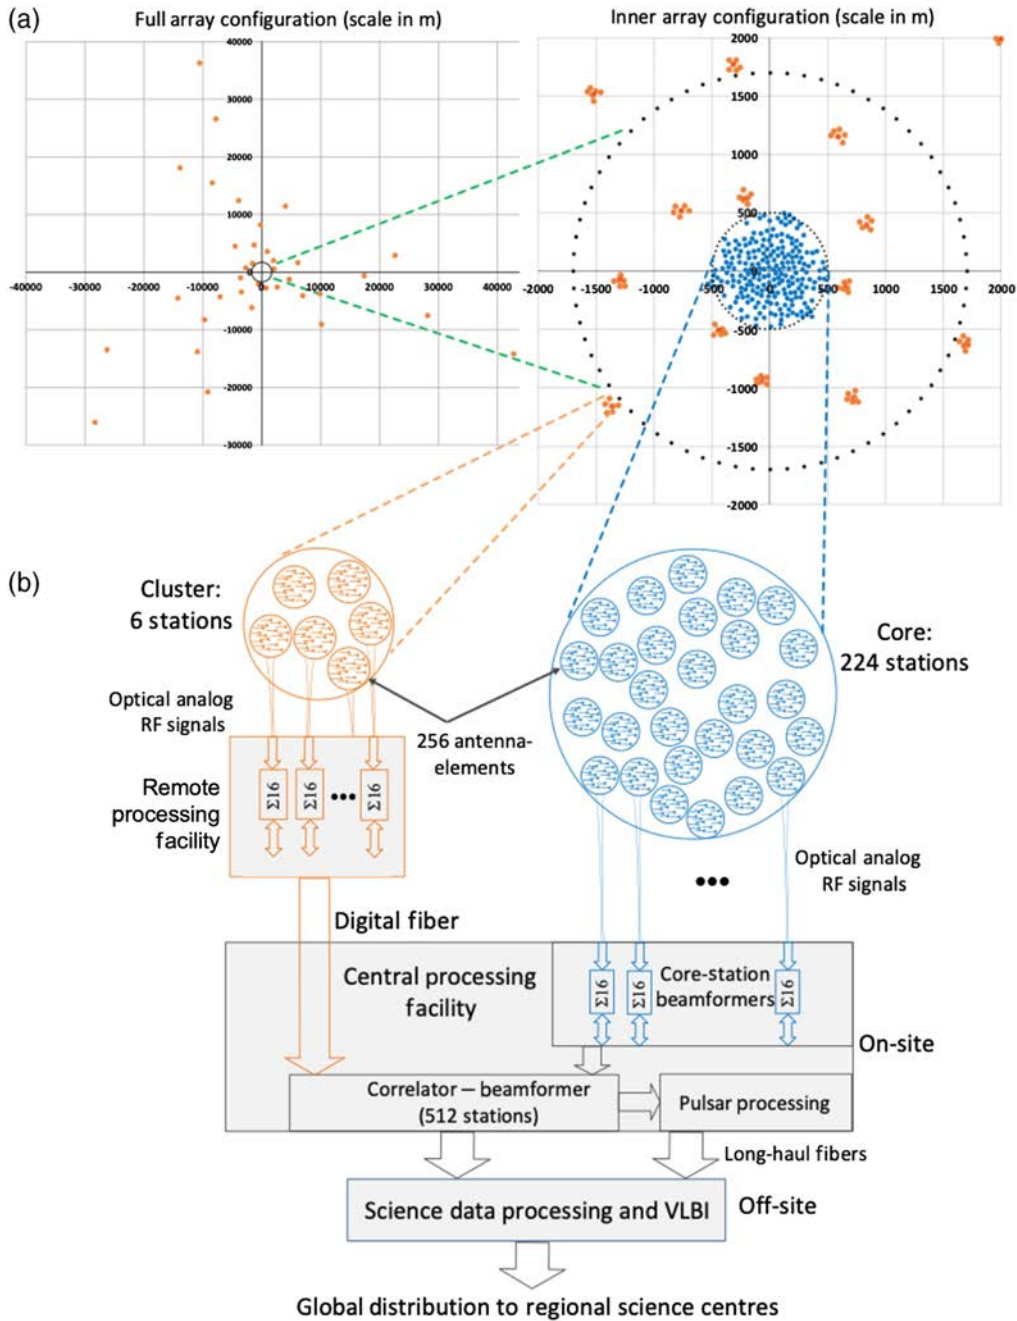 (a)
Full array configuration (scale in m)
40000
30000
20000
10000
0
-40000 -30000 -20000 -10000 0 10000 20000 30000 40000
-10000
-20000
-30000
Inner array configuration (scale in m)
2000
1500
1000
500
0
-2000 -1500 -1000 -500 0 500 1000 1500 2000
-500
-1000
-1500
-2000
(b)
Cluster:
6 stations
Core:
224 stations
Optical analog
RF signals
256 antenna-
elements
Remote
processing
facility
Σ16 Σ16 ••• Σ16
Optical analog
RF signals
•••
Digital fiber
Central processing
facility
Core-station
beamformers
Σ16 Σ16 Σ16
On-site
Correlator – beamformer
(512 stations)
Pulsar processing
Long-haul fibers
Science data processing and VLBI
Off-site
Global distribution to regional science centres